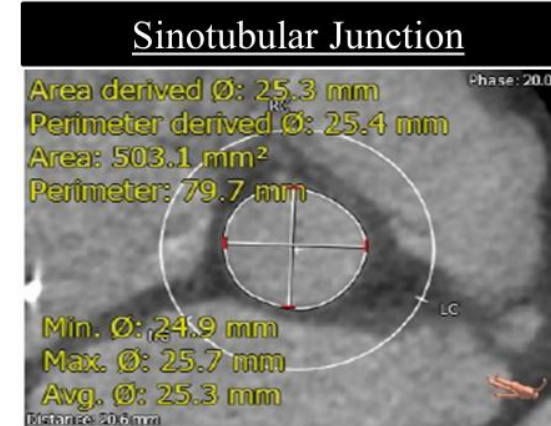 Sinotubular Junction
Area derived Ø: 25.3 mm
Phase: 20.0
RC
Perimeter derived Ø: 25.4 mm
Area: 503.1 mm²
Perimeter: 79.7 mm
LC
Min. Ø: 24.9 mm
Max. Ø: 25.7 mm
Avg. Ø: 25.3 mm
Distance: 20.6 mm